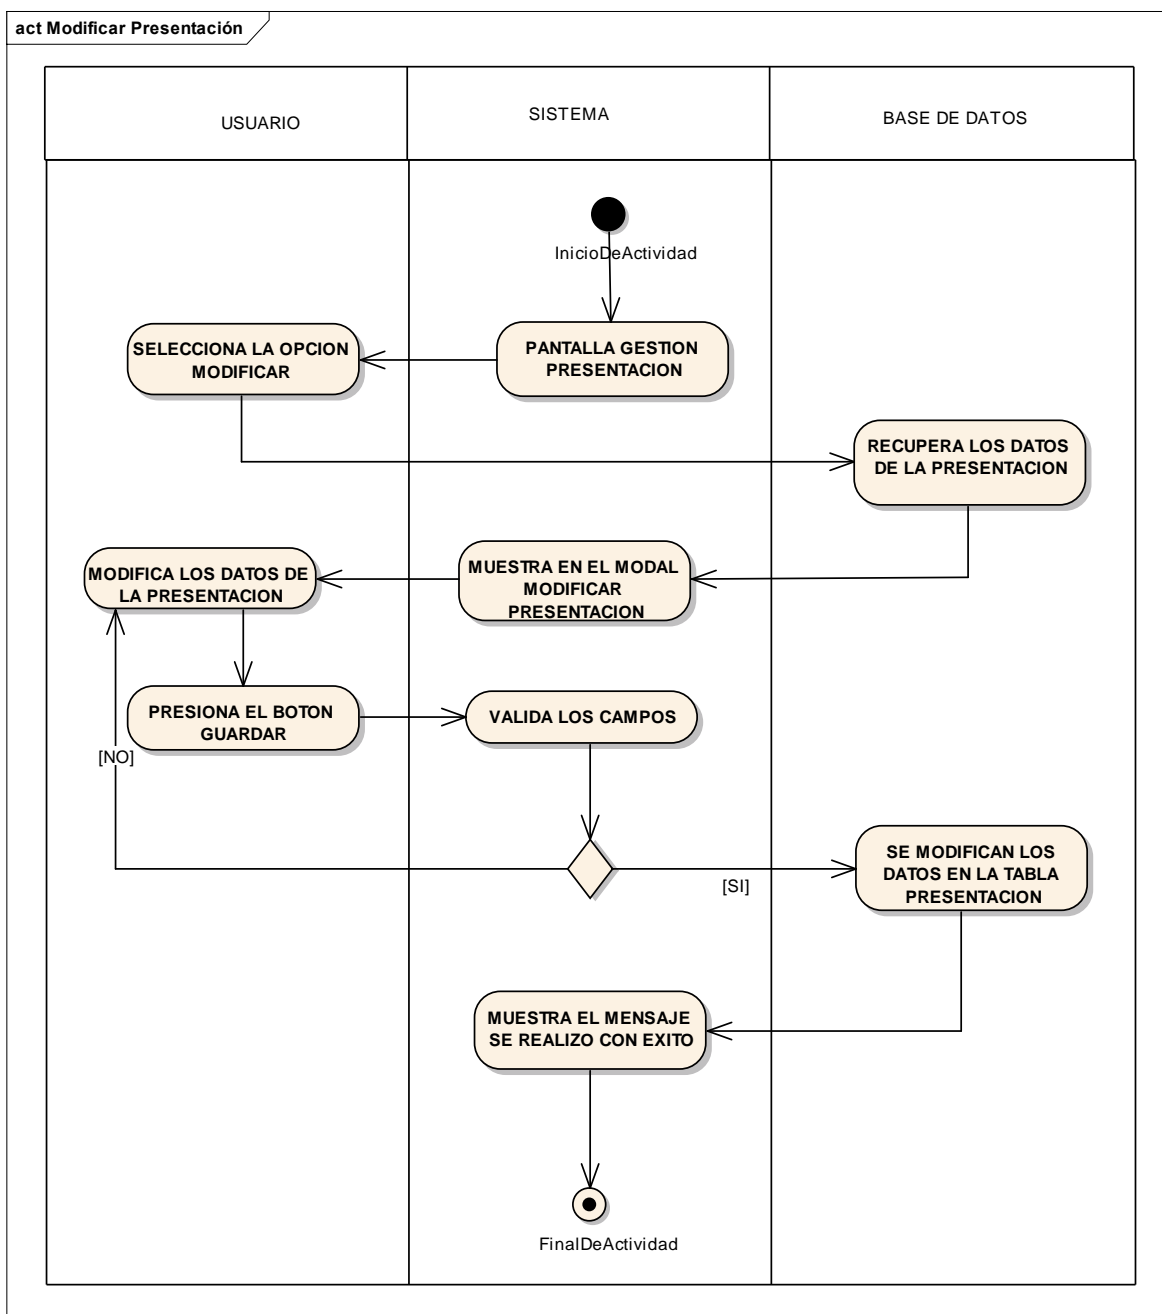 act Modificar Presentación
USUARIO
SISTEMA
BASE DE DATOS
InicioDeActividad
PANTALLA GESTION
PRESENTACION
SELECCIONA LA OPCION
MODIFICAR
RECUPERA LOS DATOS
DE LA PRESENTACION
MUESTRA EN EL MODAL
MODIFICAR
PRESENTACION
MODIFICA LOS DATOS DE
LA PRESENTACION
PRESIONA EL BOTON
GUARDAR
VALIDA LOS CAMPOS
[NO]
[SI]
SE MODIFICAN LOS
DATOS EN LA TABLA
PRESENTACION
MUESTRA EL MENSAJE
SE REALIZO CON EXITO
FinalDeActividad